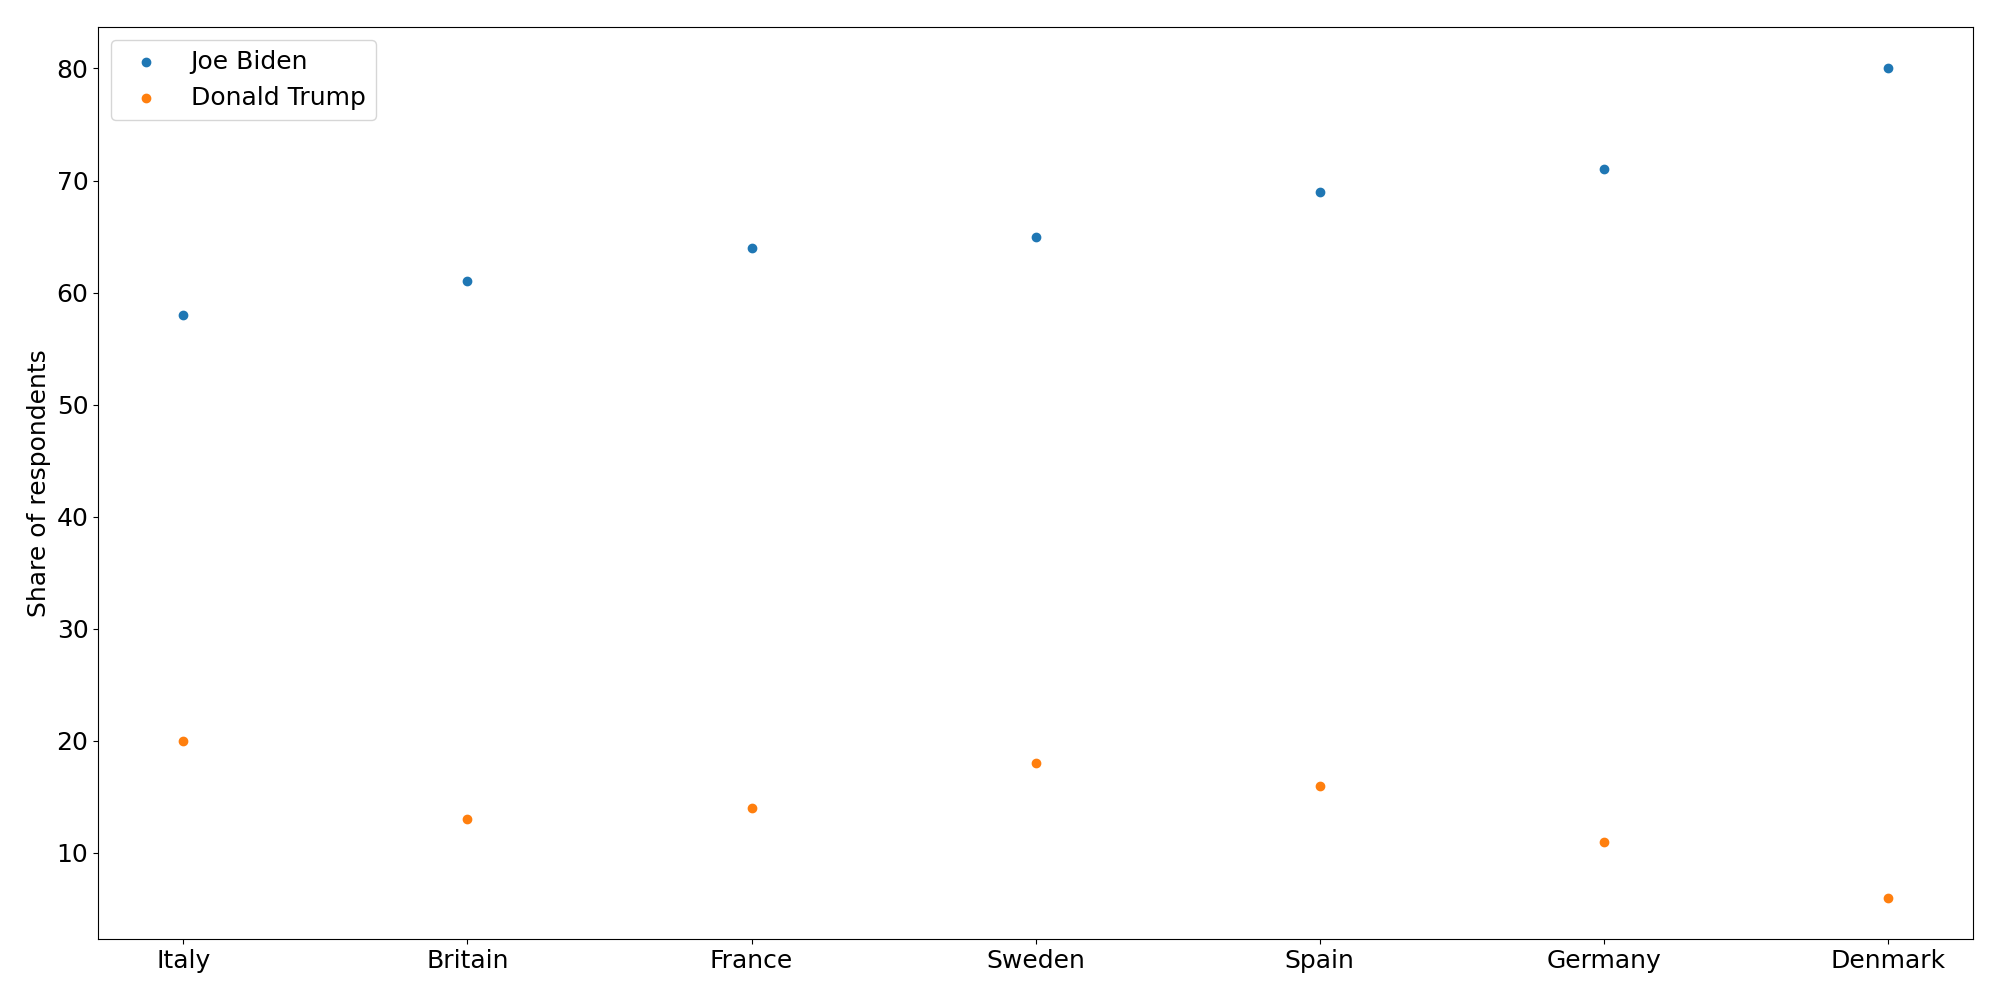 Joe Biden
Donald Trump
80
70
60
50
40
30
20
10
Share of respondents
Italy Britain France Sweden Spain Germany Denmark